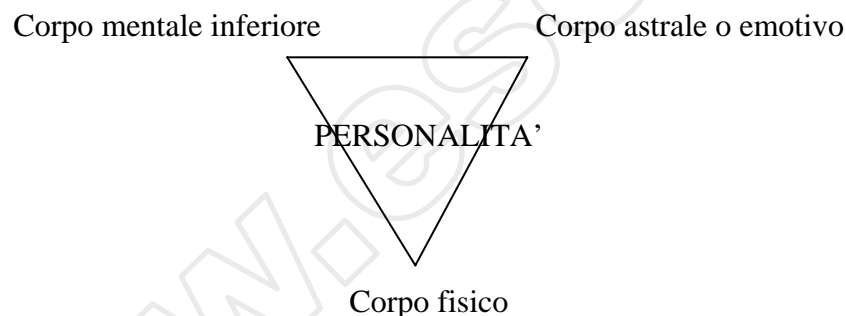 Corpo mentale inferiore Corpo astrale o emotivo
PERSONALITA’
Corpo fisico